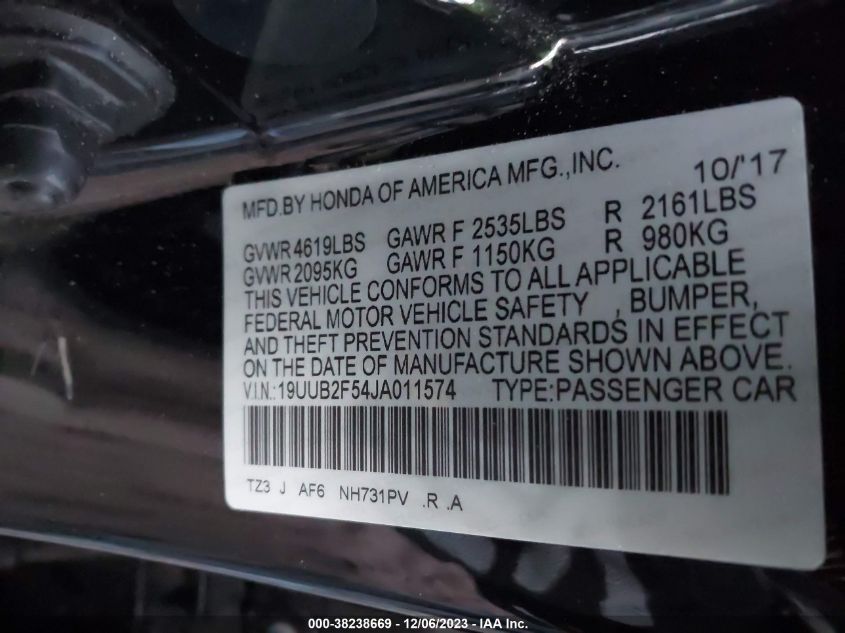 MFD.BY HONDA OF AMERICA MFG.,INC. 10/'17
GVWR 4619LBS GAWR F 2535LBS R 2161LBS
GVWR 2095KG GAWR F 1150KG R 980KG
THIS VEHICLE CONFORMS TO ALL APPLICABLE
FEDERAL MOTOR VEHICLE SAFETY , BUMPER,
AND THEFT PREVENTION STANDARDS IN EFFECT
ON THE DATE OF MANUFACTURE SHOWN ABOVE.
V.I.N.:19UUB2F54JA011574 TYPE:PASSENGER CAR
TZ3 J AF6 NH731PV .R .A
000-38238669 - 12/06/2023 - IAA Inc.